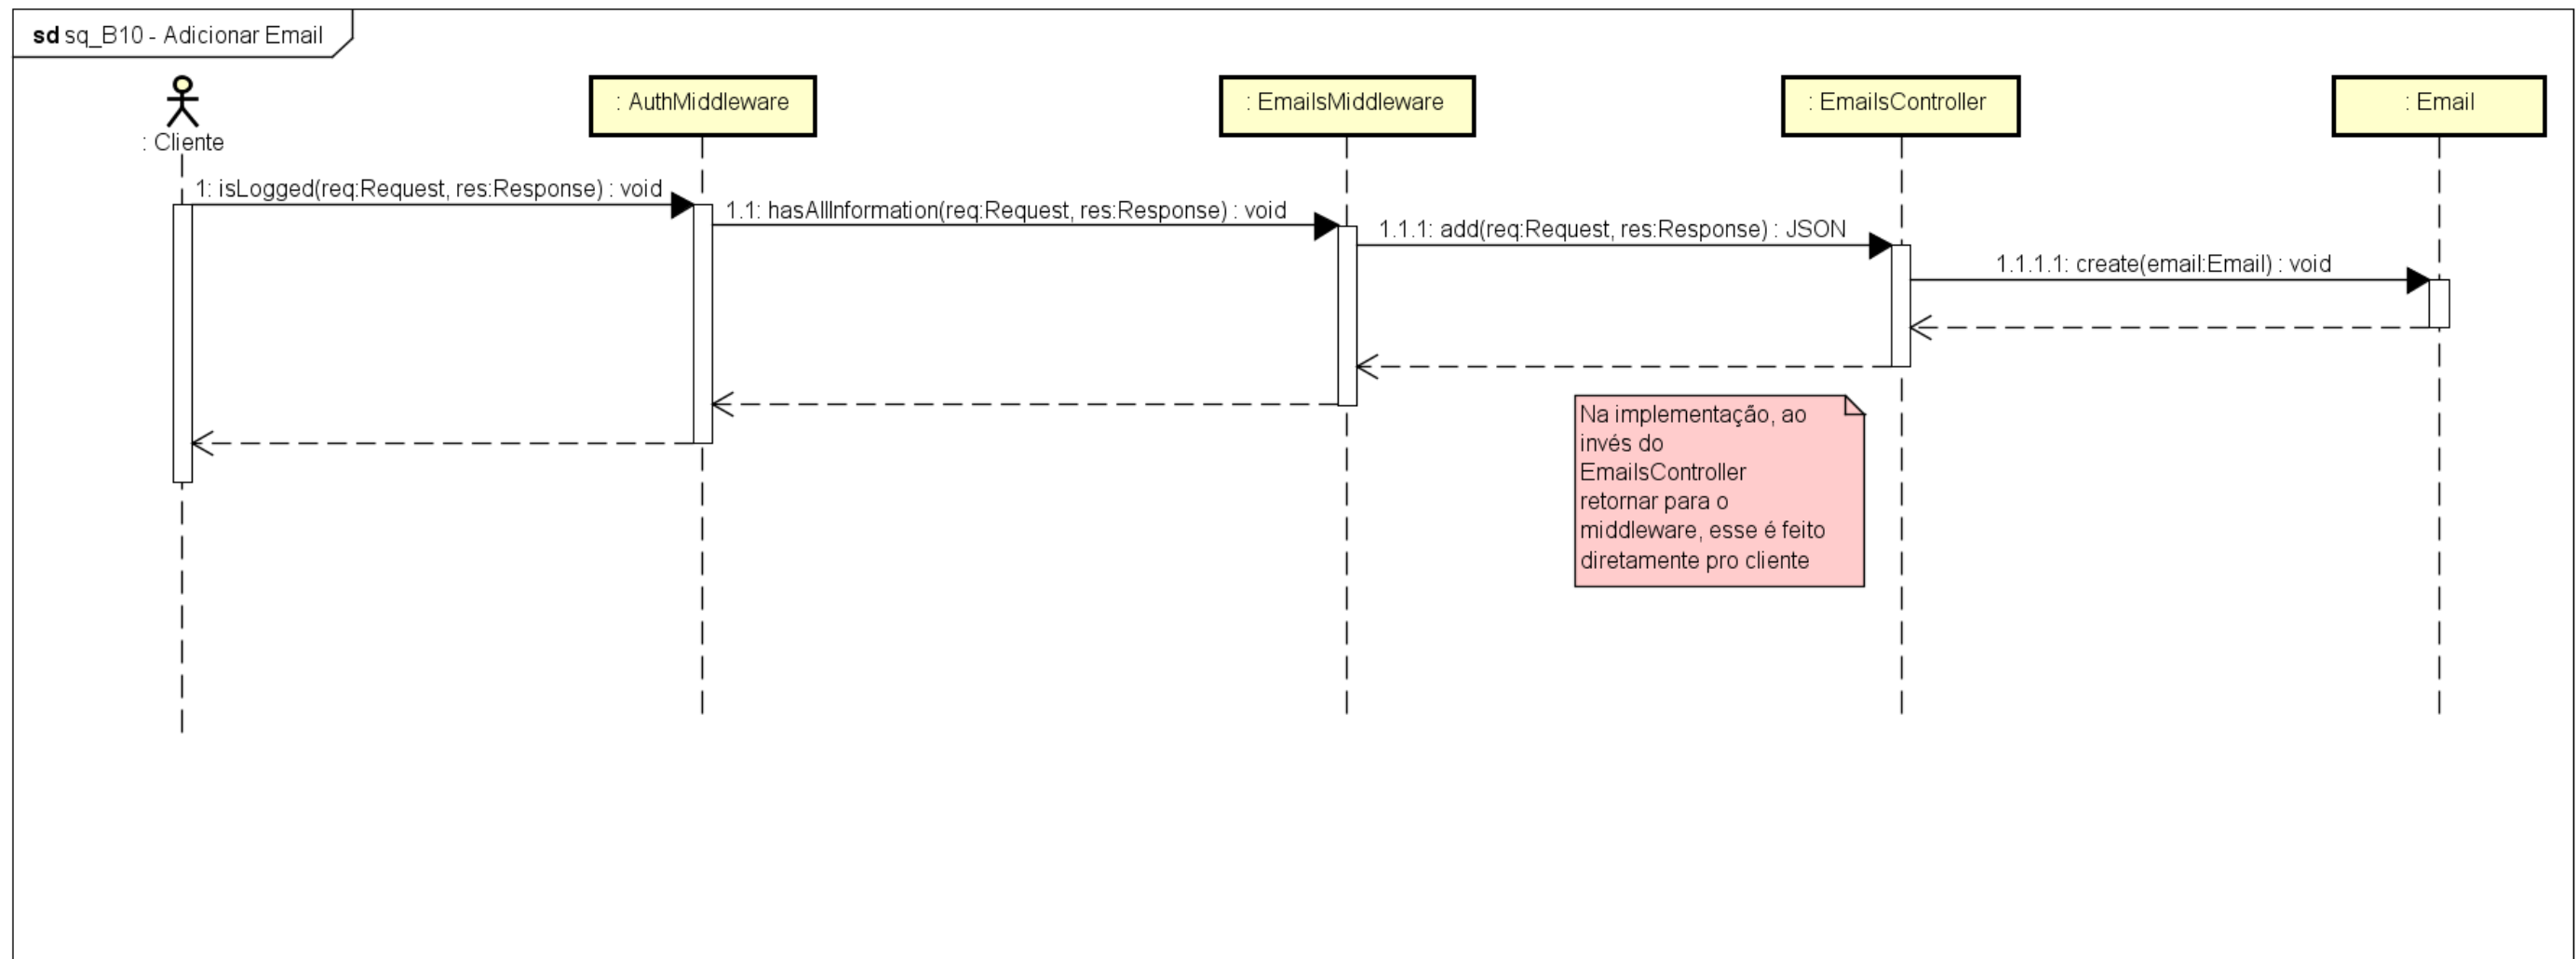 sd sq_B10 - Adicionar Email
: Cliente
: AuthMiddleware
: EmailsMiddleware
: EmailsController
: Email
1: isLogged(req:Request, res:Response) : void
1.1: hasAllInformation(req:Request, res:Response) : void
1.1.1: add(req:Request, res:Response) : JSON
1.1.1.1: create(email:Email) : void
Na implementação, ao
invés do
EmailsController
retornar para o
middleware, esse é feito
diretamente pro cliente